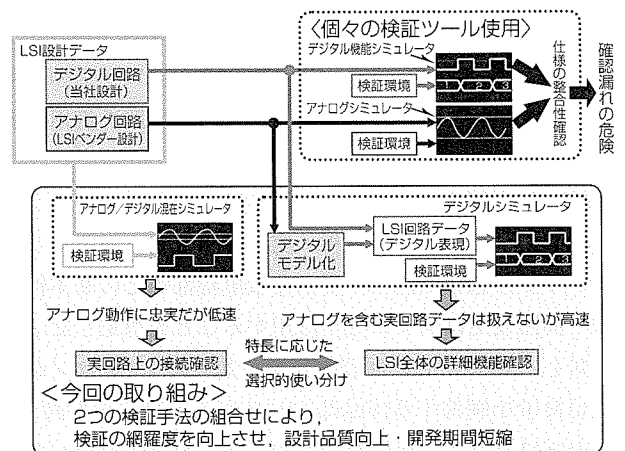 〈個々の検証ツール使用〉
LSI設計データ
デジタル回路
(当社設計)
アナログ回路
(LSIベンダー設計)
デジタル機能シミュレータ
検証環境
1 2 3
アナログシミュレータ
検証環境
仕様の整合性確認
確認漏れの危険
アナログ/デジタル混在シミュレータ
検証環境
デジタルシミュレータ
デジタル
モデル化
LSI回路データ
(デジタル表現)
検証環境
1 2 3
アナログ動作に忠実だが低速
アナログを含む実回路データは扱えないが高速
実回路上の接続確認
特長に応じた
選択的使い分け
LSI全体の詳細機能確認
<今回の取り組み>
2つの検証手法の組合せにより,
検証の網羅度を向上させ,設計品質向上・開発期間短縮